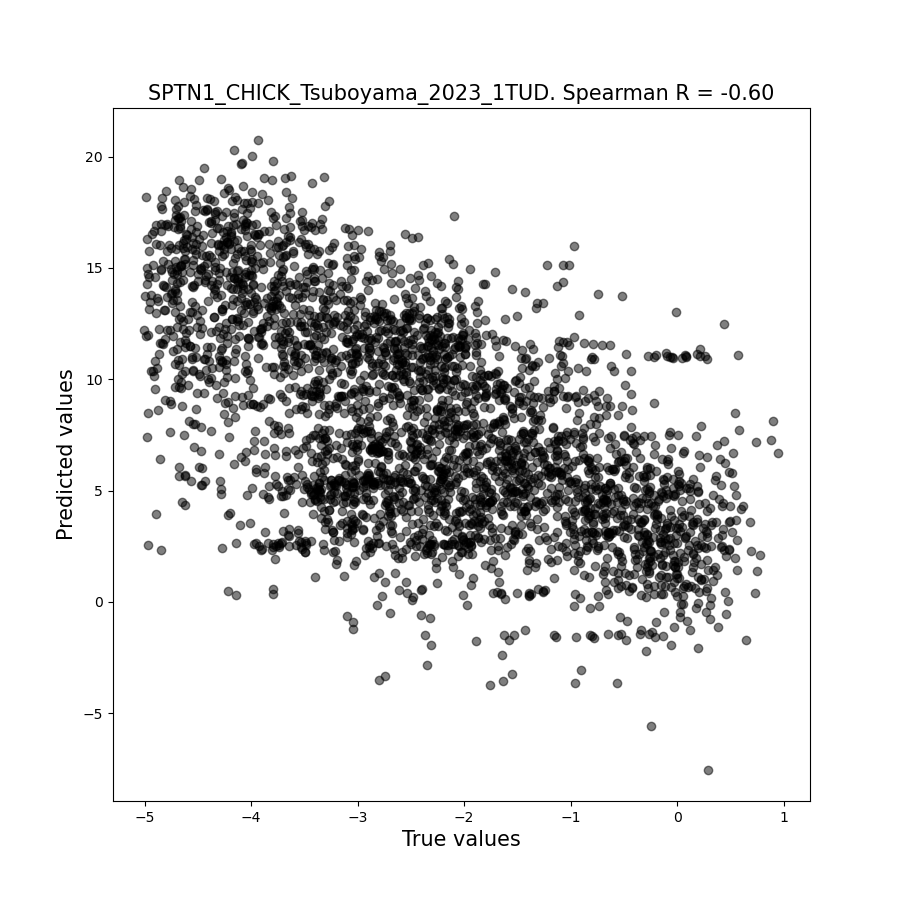 SPTN1_CHICK_Tsuboyama_2023_1TUD. Spearman R = -0.60
20
15
10
5
0
−5
Predicted values
−5 −4 −3 −2 −1 0 1
True values